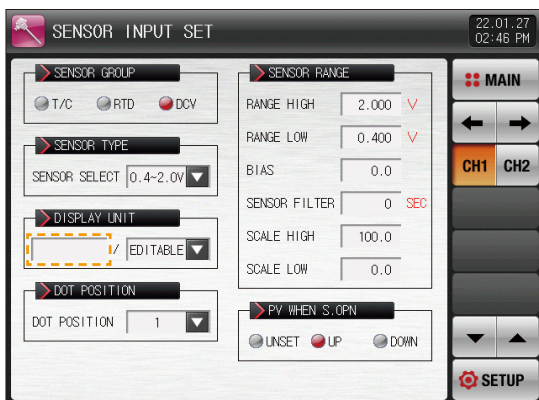 SENSOR INPUT SET
22.01.27
02:46 PM
SENSOR GROUP
T/C RTD DCV
SENSOR TYPE
SENSOR SELECT 0.4~2.0V
DISPLAY UNIT
/ EDITABLE
DOT POSITION
DOT POSITION 1
SENSOR RANGE
RANGE HIGH 2.000 V
RANGE LOW 0.400 V
BIAS 0.0
SENSOR FILTER 0 SEC
SCALE HIGH 100.0
SCALE LOW 0.0
PV WHEN S.OPN
UNSET UP DOWN
MAIN
CH1 CH2
SETUP